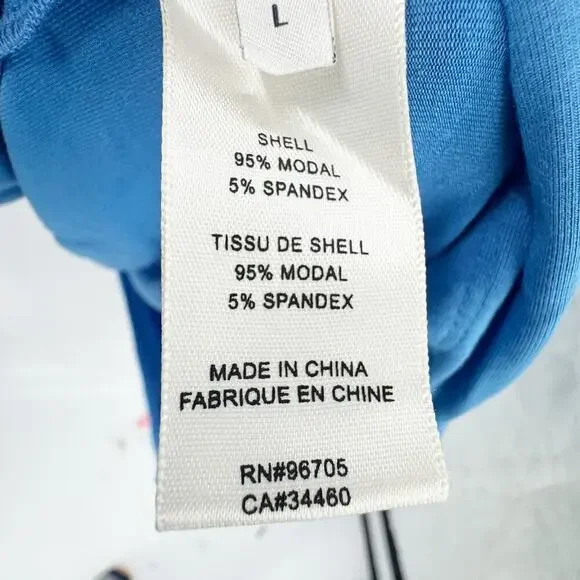 L
SHELL
95% MODAL
5% SPANDEX
TISSU DE SHELL
95% MODAL
5% SPANDEX
MADE IN CHINA
FABRIQUE EN CHINE
RN#96705
CA#34460